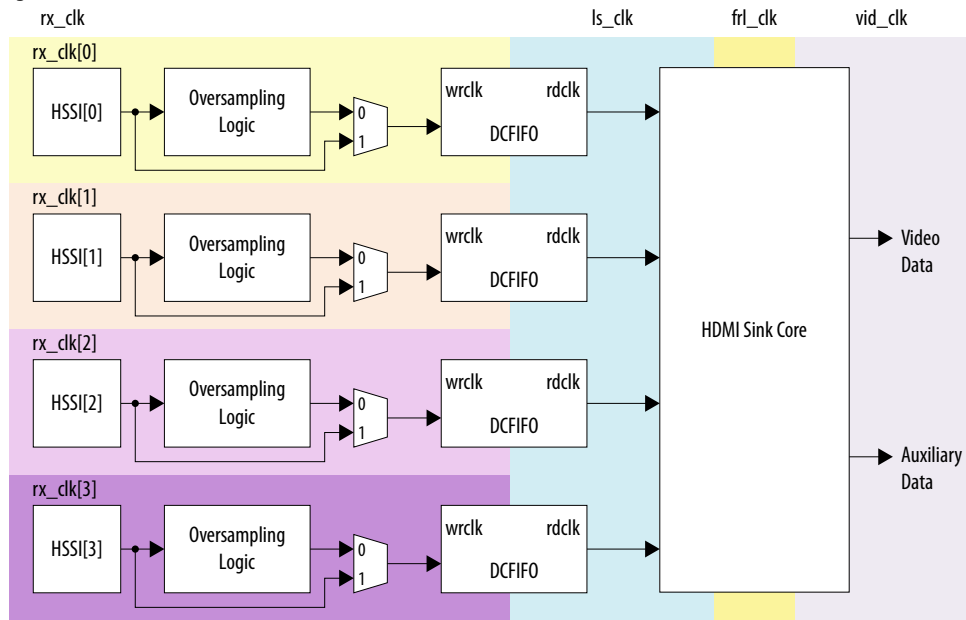 rx_clk
ls_clk
frl_clk
vid_clk
rx_clk[0]
HSSI[0]
Oversampling
Logic
0
1
wrclk
rdclk
DCFIFO
rx_clk[1]
HSSI[1]
Oversampling
Logic
0
1
wrclk
rdclk
DCFIFO
rx_clk[2]
HSSI[2]
Oversampling
Logic
0
1
wrclk
rdclk
DCFIFO
rx_clk[3]
HSSI[3]
Oversampling
Logic
0
1
wrclk
rdclk
DCFIFO
HDMI Sink Core
Video
Data
Auxiliary
Data